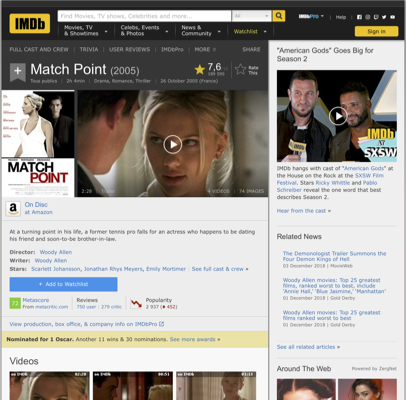 IMDb
Find Movies, TV shows, Celebrities and more...
All
IMDbPro
Help
Movies, TV
& Showtimes
Celebs, Events
& Photos
News &
Community
Watchlist
Sign in
FULL CAST AND CREW | TRIVIA | USER REVIEWS | IMDbPro | MORE
SHARE
Match Point (2005)
Tous publics | 2h 4min | Drama, Romance, Thriller | 26 October 2005 (France)
7,6
Rate
This
MATCH
POINT
2:28
4 VIDEOS | 74 IMAGES
On Disc
at Amazon
At a turning point in his life, a former tennis pro falls for an actress who happens to be dating
his friend and soon-to-be brother-in-law.
Director: Woody Allen
Writer: Woody Allen
Stars: Scarlett Johansson, Jonathan Rhys Meyers, Emily Mortimer | See full cast & crew »
+ Add to Watchlist
72
Metascore
From metacritic.com
Reviews
750 user | 279 critic
Popularity
2 937 (▼ 452)
View production, box office, & company info on IMDbPro
Nominated for 1 Oscar. Another 11 wins & 30 nominations. See more awards »
Videos
02:28
00:51
03:13
"American Gods" Goes Big for
Season 2
IMDb
at
SXSW
IMDb hangs with cast of "American Gods" at
the House on the Rock at the SXSW Film
Festival. Stars Ricky Whittle and Pablo
Schreiber reveal the one word that best
describes Season 2.
Hear from the cast »
Related News
The Demonologist Trailer Summons the
Four Demon Kings of Hell
03 December 2018 | MovieWeb
Woody Allen movies: Top 25 greatest
films, ranked worst to best, include
'Annie Hall,' 'Blue Jasmine,' 'Manhattan'
01 December 2018 | Gold Derby
Woody Allen movies: Top 25 greatest
films ranked worst to best
01 December 2018 | Gold Derby
See all related articles »
Around The Web
Powered by ZergNet